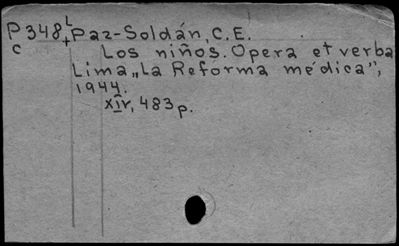 P348 L Paz-Soldán, C.E.
C + Los niños. Opera et verba
Lima, „La Reforma médica",
1944.
XIV, 483 p.